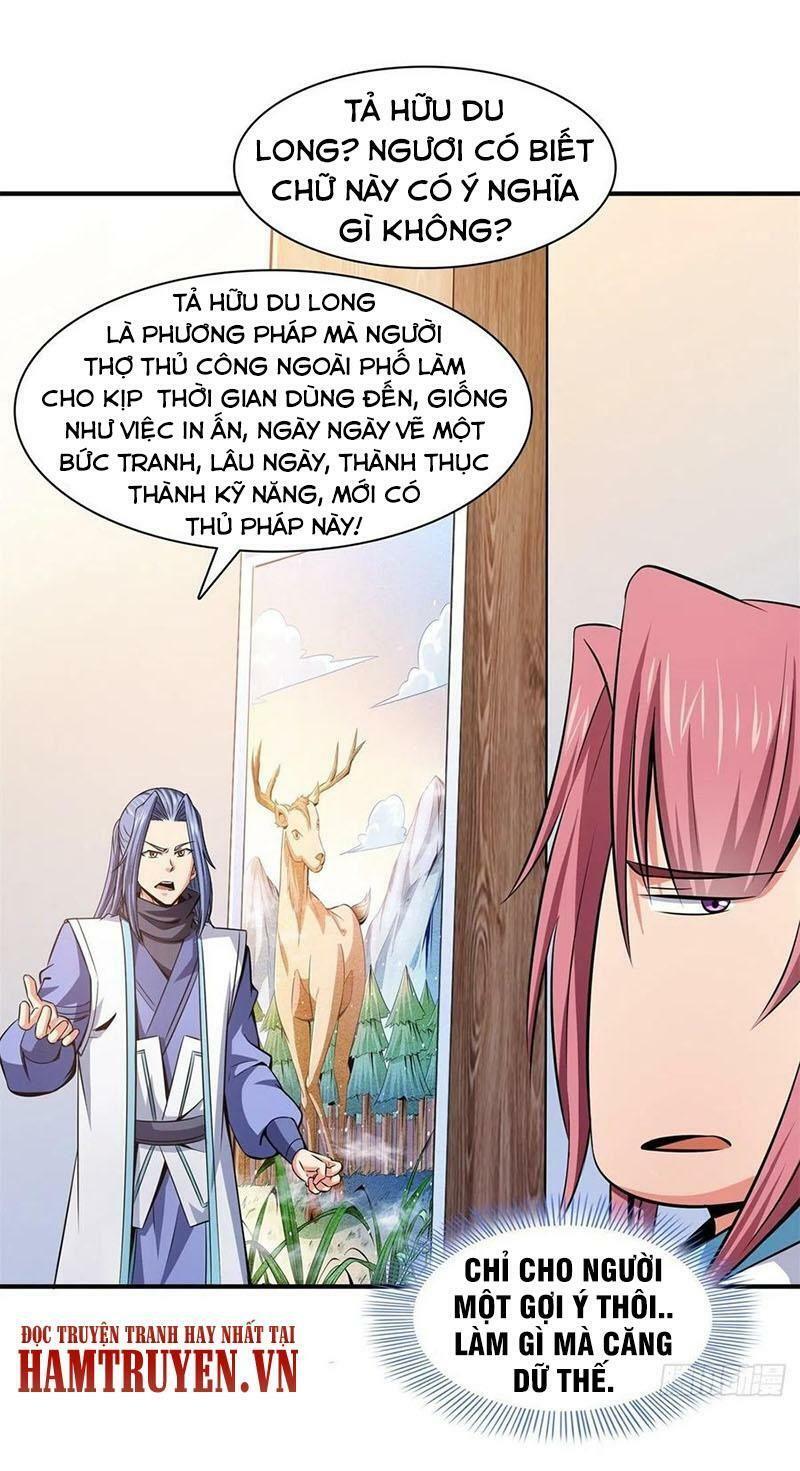 TẢ HỮU DU
LONG? NGƯƠI CÓ BIẾT
CHỮ NÀY CÓ Ý NGHĨA
GÌ KHÔNG?
TẢ HỮU DU LONG
LÀ PHƯƠNG PHÁP MÀ NGƯỜI
THỢ THỦ CÔNG NGOÀI PHỐ LÀM
CHO KỊP THỜI GIAN DÙNG ĐẾN, GIỐNG
NHƯ VIỆC IN ẤN, NGÀY NGÀY VẼ MỘT
BỨC TRANH, LÂU NGÀY, THÀNH THỤC
THÀNH KỸ NĂNG, MỚI CÓ
THỦ PHÁP NÀY!
CHỈ CHO NGƯỜI
MỘT GỢI Ý THÔI..
LÀM GÌ MÀ CĂNG
DỮ THẾ.
ĐỌC TRUYỆN TRANH HAY NHẤT TẠI
HAMTRUYEN.VN